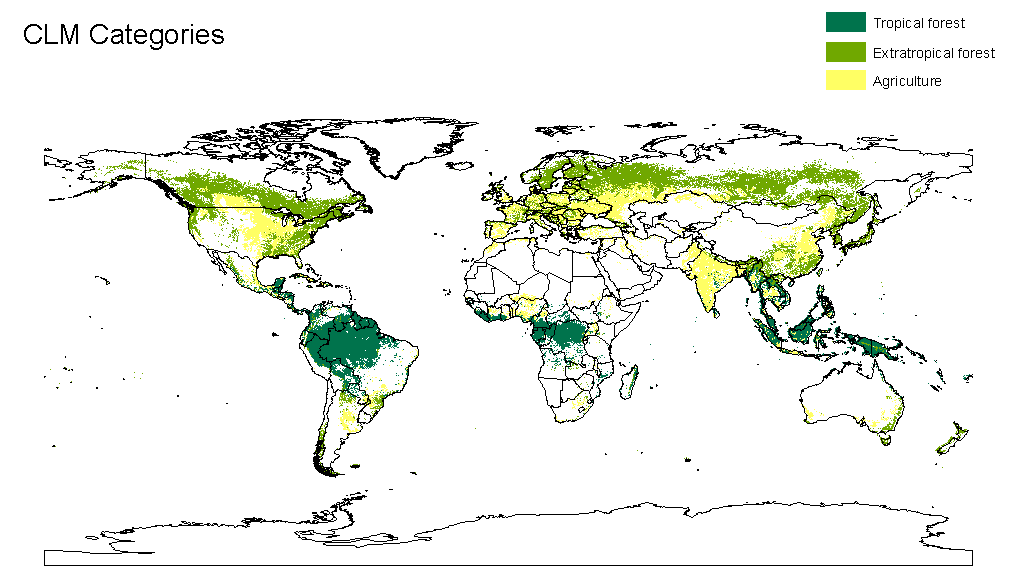 CLM Categories
Tropical forest
Extratropical forest
Agriculture